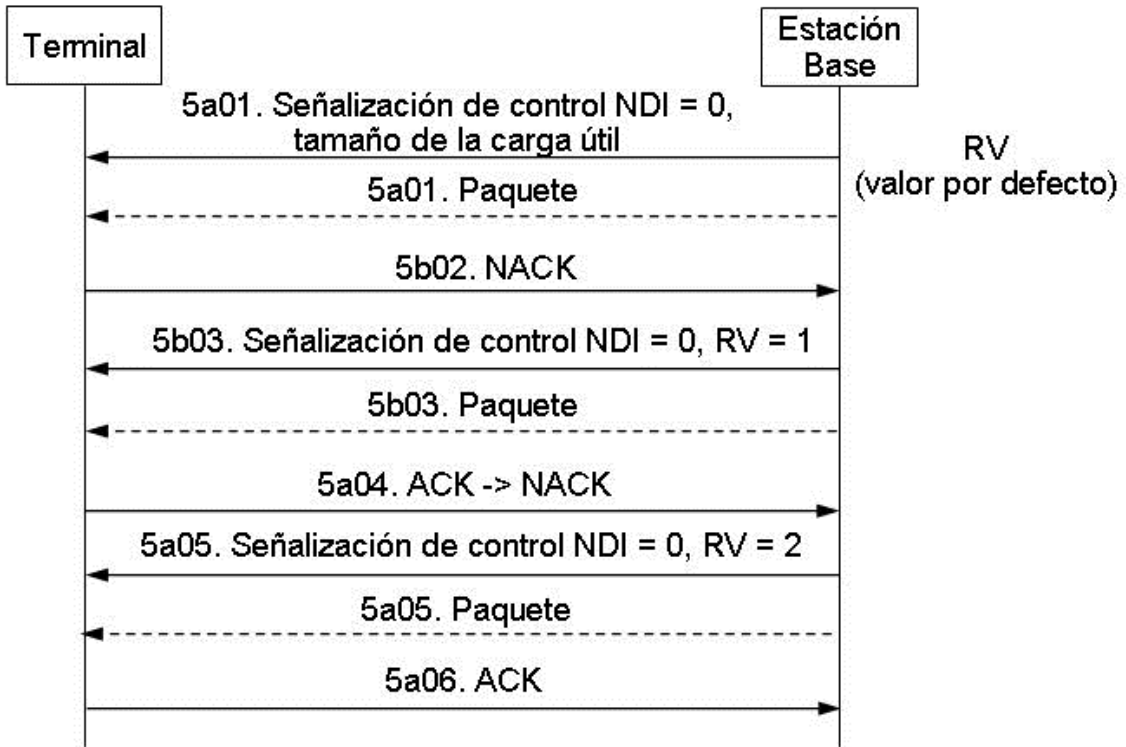 Terminal
Estación
Base
5a01. Señalización de control NDI = 0,
tamaño de la carga útil
RV
(valor por defecto)
5a01. Paquete
5b02. NACK
5b03. Señalización de control NDI = 0, RV = 1
5b03. Paquete
5a04. ACK -> NACK
5a05. Señalización de control NDI = 0, RV = 2
5a05. Paquete
5a06. ACK